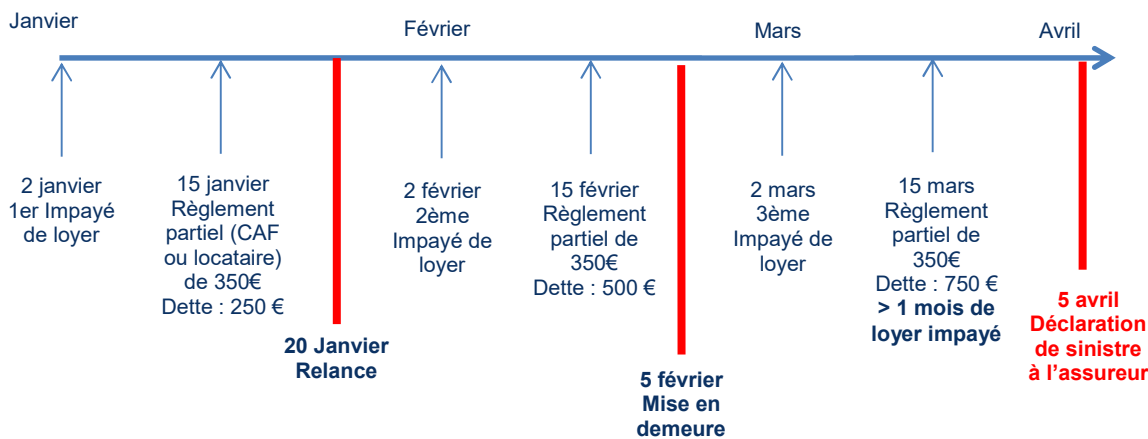 Janvier
Février
Mars
Avril
2 janvier
1er Impayé
de loyer
15 janvier
Règlement
partiel (CAF
ou locataire)
de 350€
Dette : 250 €
20 Janvier
Relance
2 février
2ème
Impayé de
loyer
15 février
Règlement
partiel de
350€
Dette : 500 €
5 février
Mise en
demeure
2 mars
3ème
Impayé de
loyer
15 mars
Règlement
partiel de
350€
Dette : 750 €
> 1 mois de
loyer impayé
5 avril
Déclaration
de sinistre
à l’assureur